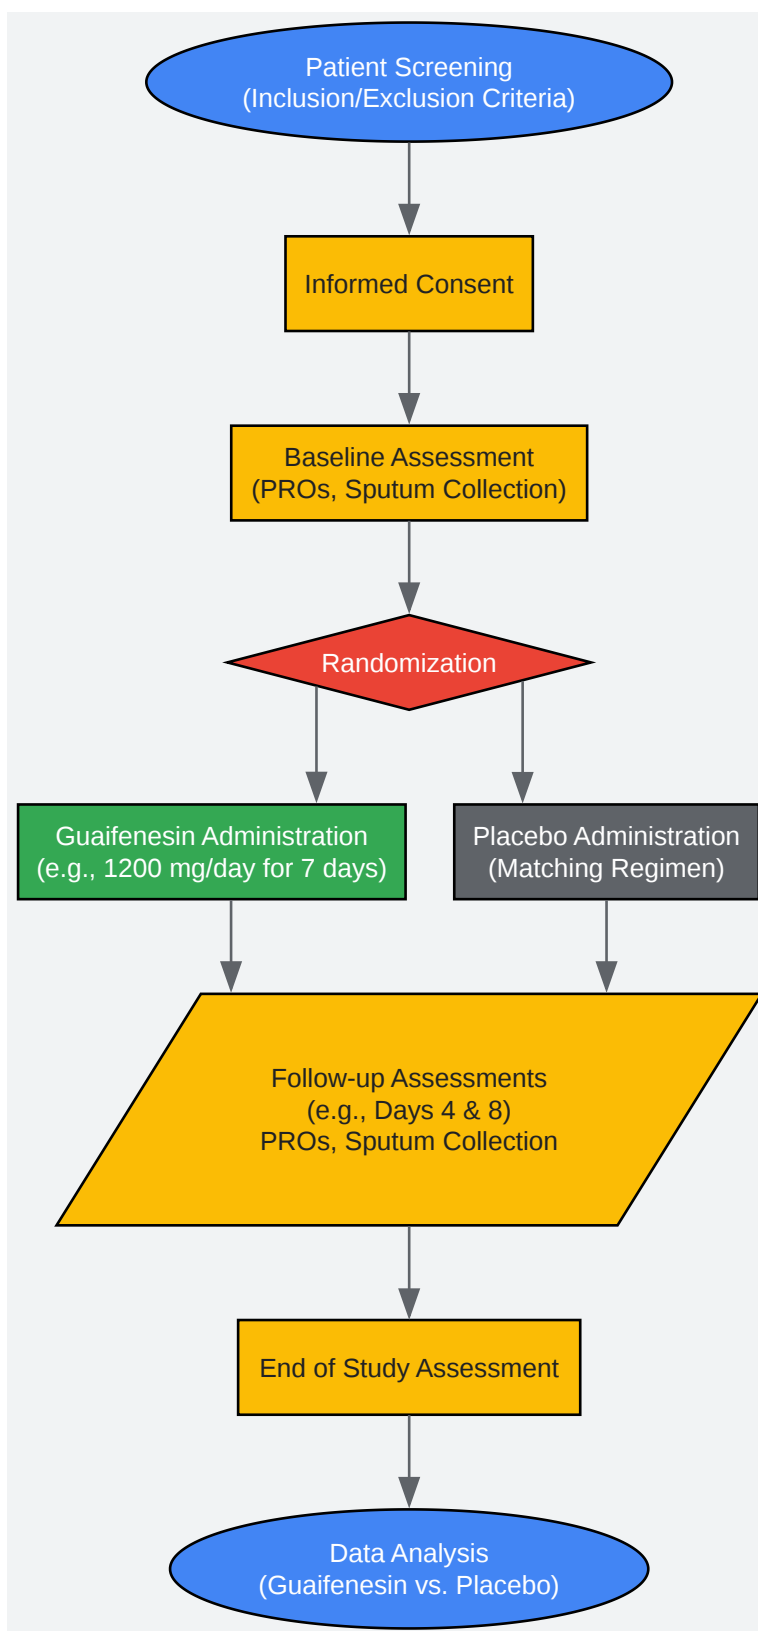 Patient Screening
(Inclusion/Exclusion Criteria)
Informed Consent
Baseline Assessment
(PROs, Sputum Collection)
Randomization
Guaifenesin Administration
(e.g., 1200 mg/day for 7 days)
Placebo Administration
(Matching Regimen)
Follow-up Assessments
(e.g., Days 4 & 8)
PROs, Sputum Collection
End of Study Assessment
Data Analysis
(Guaifenesin vs. Placebo)